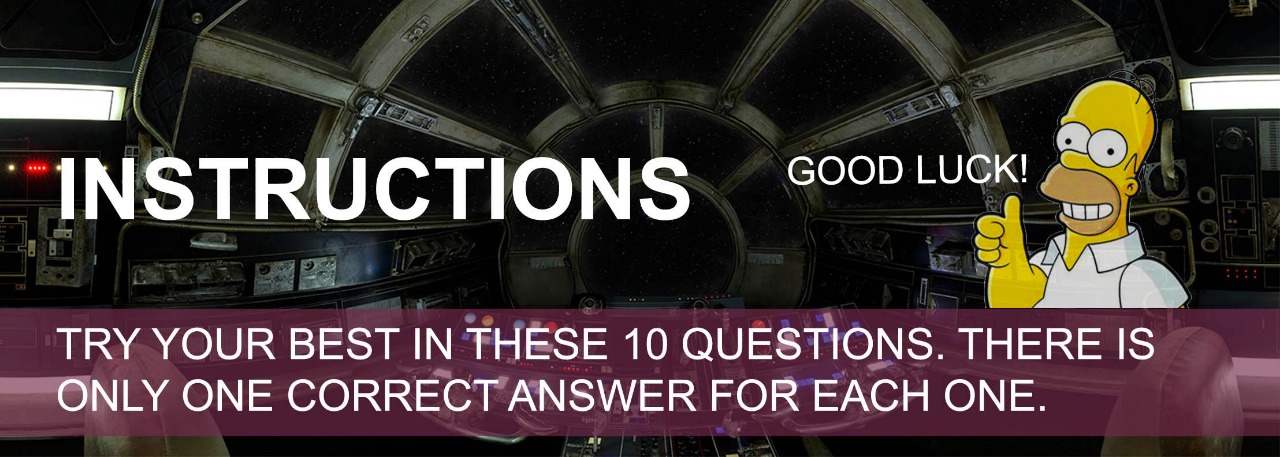 INSTRUCTIONS
GOOD LUCK!
TRY YOUR BEST IN THESE 10 QUESTIONS. THERE IS
ONLY ONE CORRECT ANSWER FOR EACH ONE.